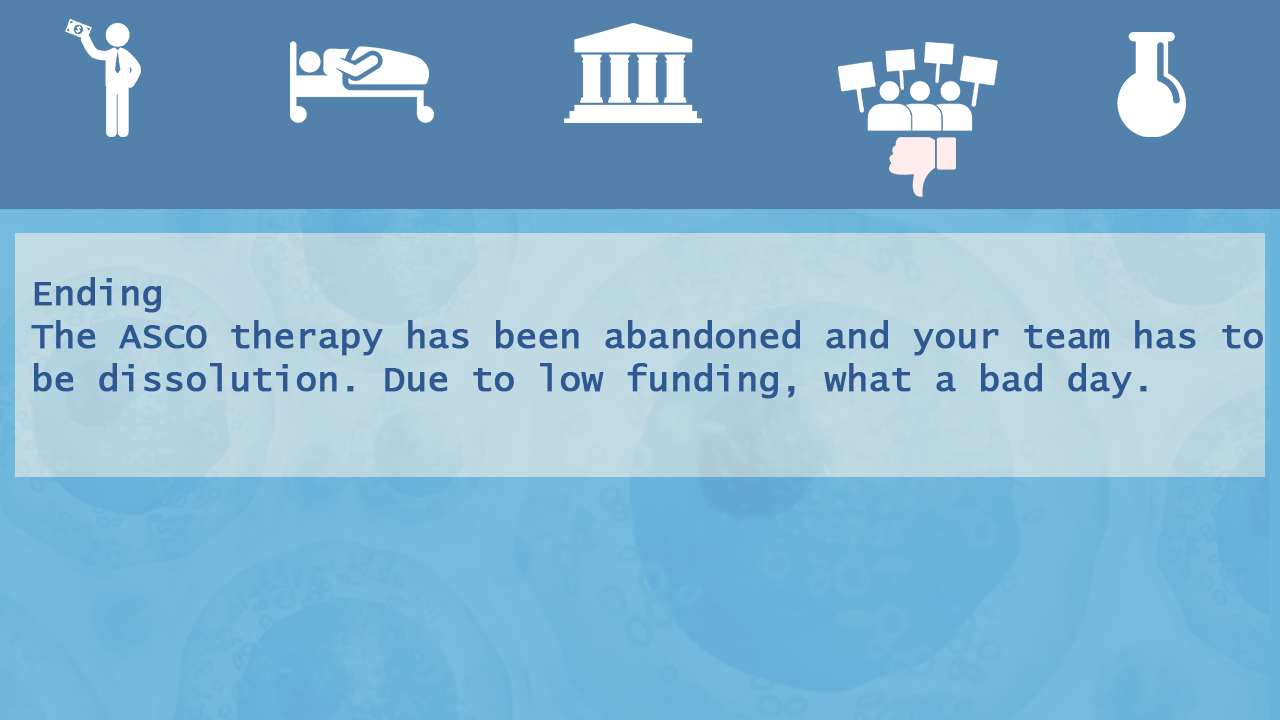 Ending
The ASCO therapy has been abandoned and your team has to
be dissolution. Due to low funding, what a bad day.